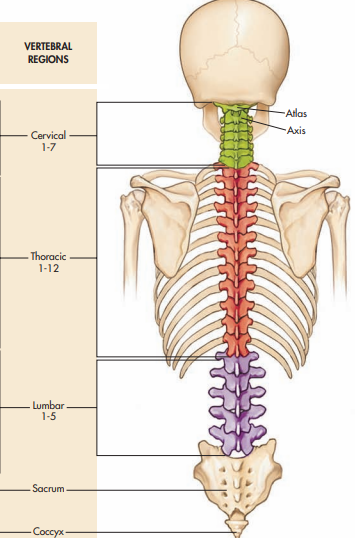 VERTEBRAL
REGIONS
Atlas
Axis
Cervical
1-7
Thoracic
1-12
Lumbar
1-5
Sacrum
Coccyx